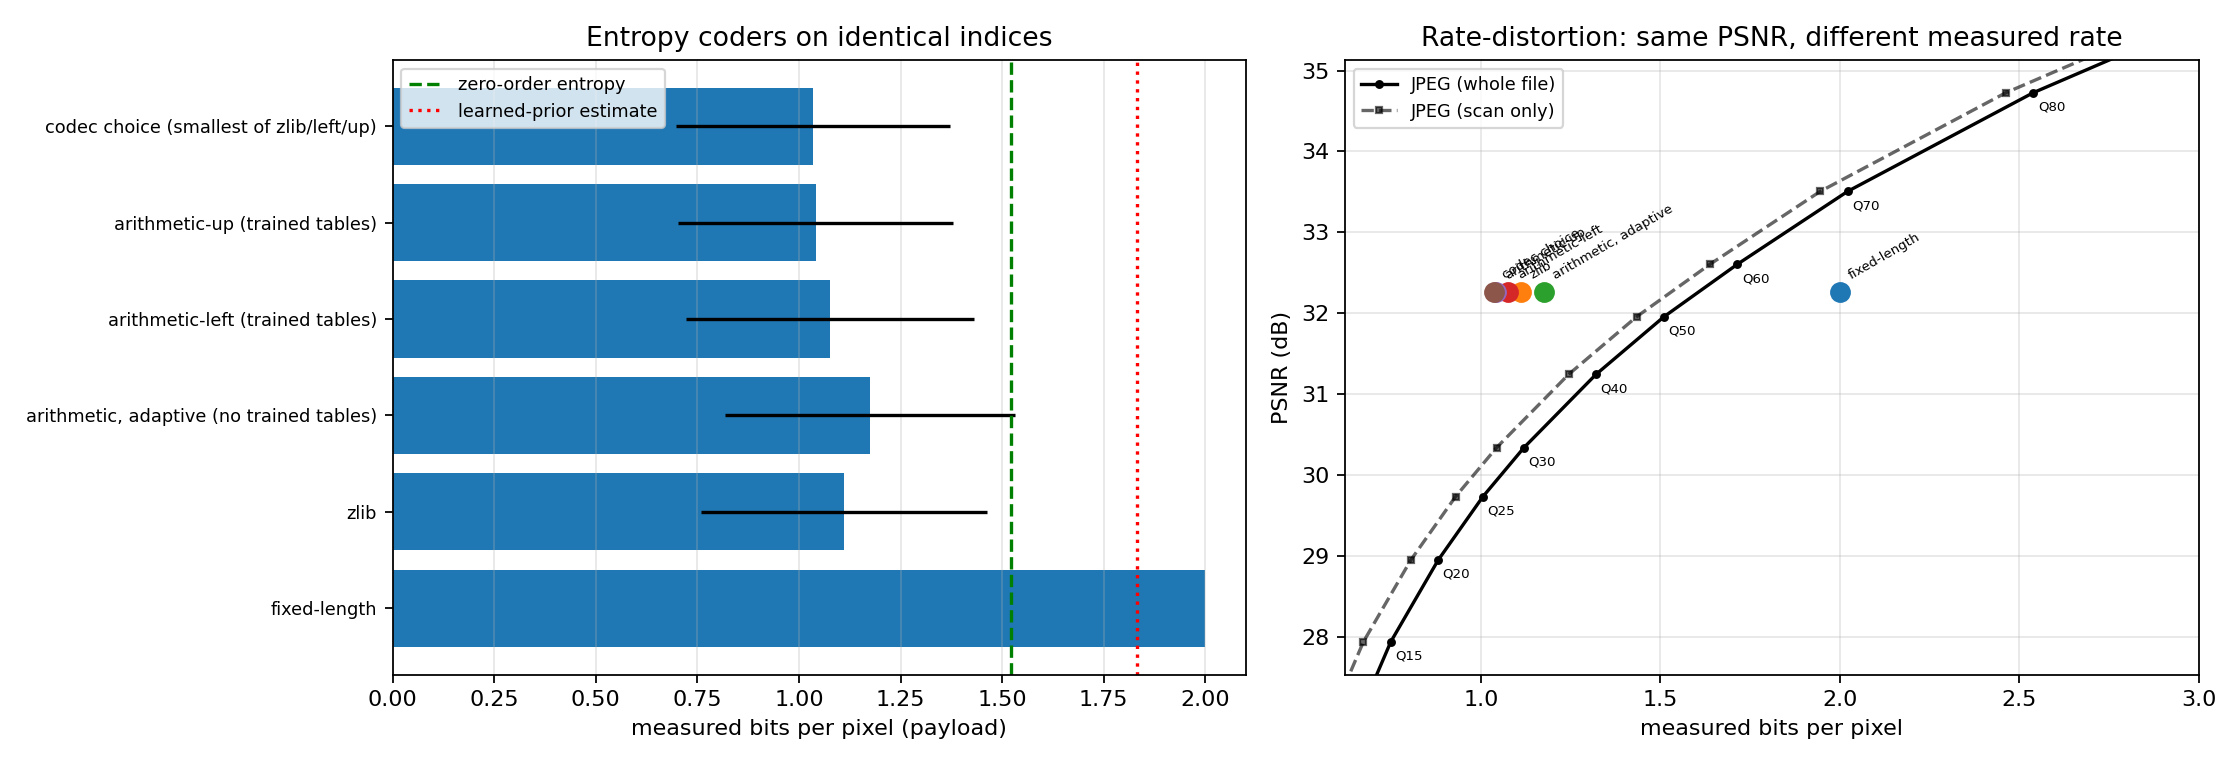 Entropy coders on identical indices
zero-order entropy
learned-prior estimate
codec choice (smallest of zlib/left/up)
arithmetic-up (trained tables)
arithmetic-left (trained tables)
arithmetic, adaptive (no trained tables)
zlib
fixed-length
0.00 0.25 0.50 0.75 1.00 1.25 1.50 1.75 2.00
measured bits per pixel (payload)
Rate-distortion: same PSNR, different measured rate
JPEG (whole file)
JPEG (scan only)
PSNR (dB)
35
34
33
32
31
30
29
28
Q80
Q70
Q60
Q50
Q40
Q30
Q25
Q20
Q15
arithmetic-left
zlib
arithmetic, adaptive
fixed-length
1.0 1.5 2.0 2.5 3.0
measured bits per pixel